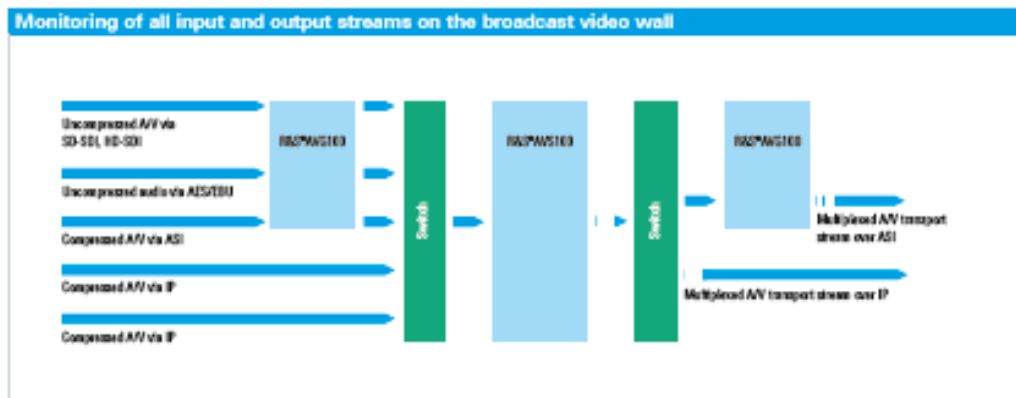 Monitoring of all input and output streams on the broadcast video wall
Uncompressed A/V via
SD-SDI, HD-SDI
Uncompressed audio via AES/EBU
Compressed A/V via ASI
Compressed A/V via IP
Compressed A/V via IP
Switch
Switch
Multiplexed A/V transport
stream over ASI
Multiplexed A/V transport stream over IP